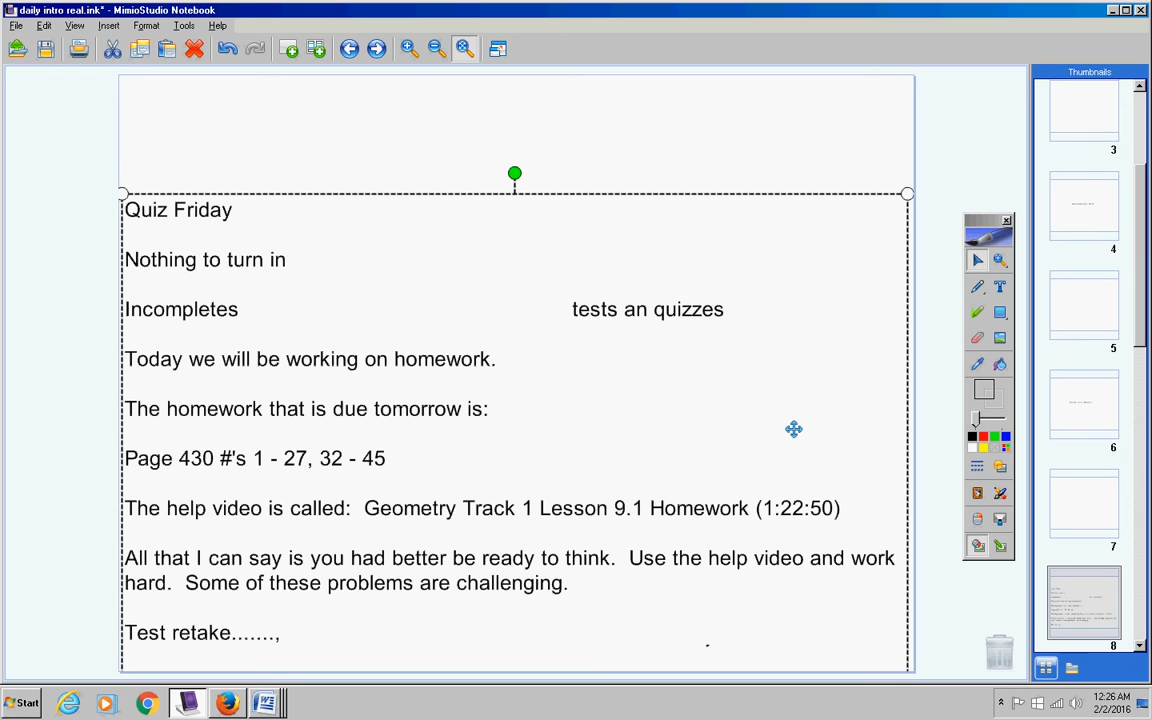 daily intro real.ink* - MimioStudio Notebook
File Edit View Insert Format Tools Help
Quiz Friday
Nothing to turn in
Incompletes tests an quizzes
Today we will be working on homework.
The homework that is due tomorrow is:
Page 430 #'s 1 - 27, 32 - 45
The help video is called: Geometry Track 1 Lesson 9.1 Homework (1:22:50)
All that I can say is you had better be ready to think. Use the help video and work
hard. Some of these problems are challenging.
Test retake.......,
Thumbnails
3
4
5
6
7
8
Start
12:26 AM
2/2/2016